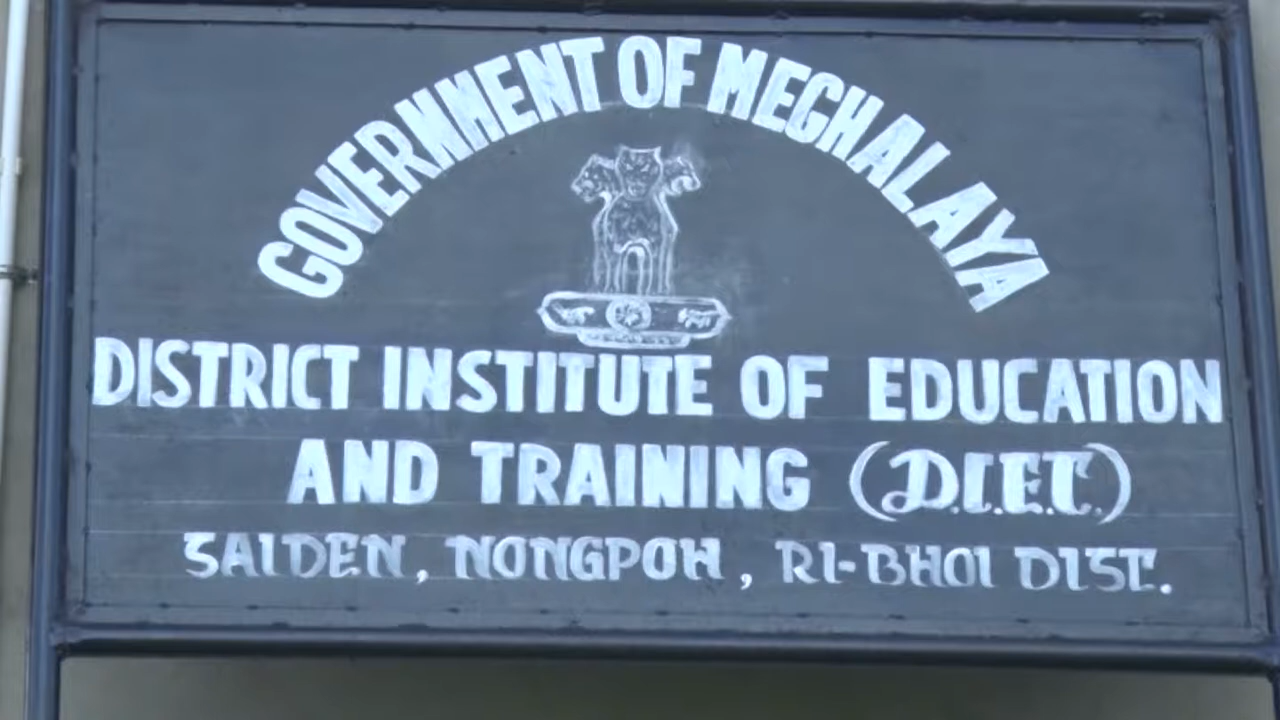 GOVERNMENT OF MEGHALAYA
DISTRICT INSTITUTE OF EDUCATION
AND TRAINING (D.I.E.T.)
SAIDEN, NONGPOH, RI-BHOI DIST.